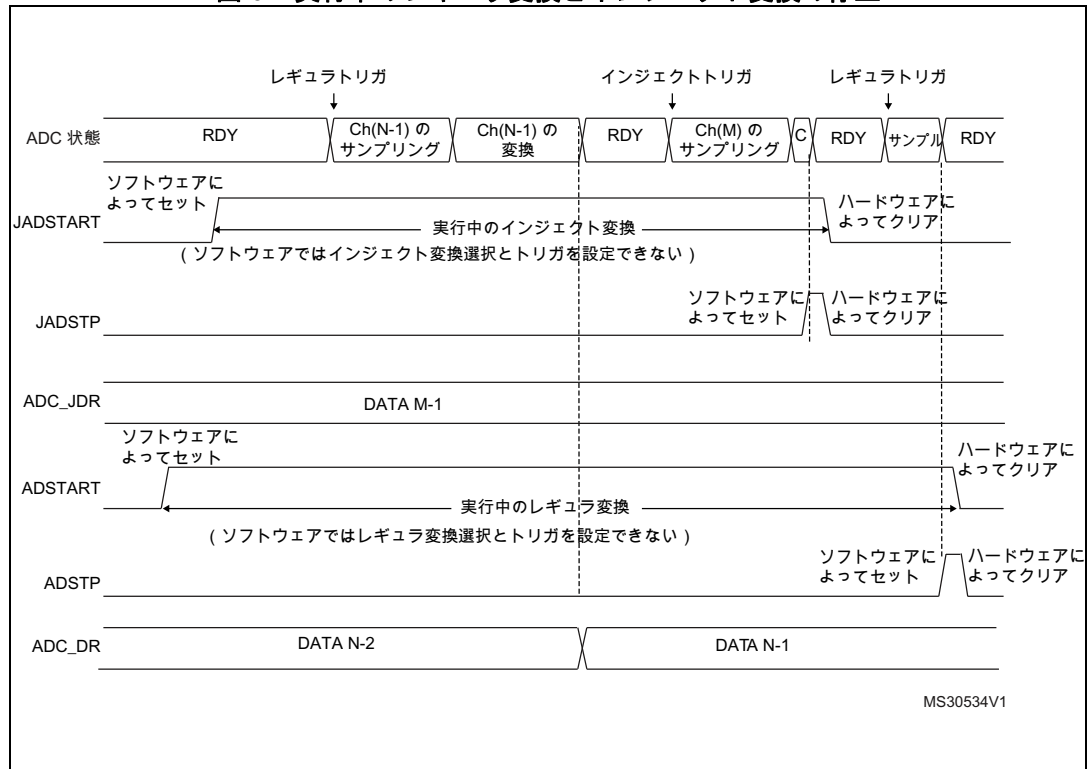 レギュラトリガ
インジェクトトリガ
レギュラトリガ
ADC 状態
RDY
Ch(N-1) の
サンプリング
Ch(N-1) の
変換
RDY
Ch(M) の
サンプリング
C
RDY
サンプル
RDY
ソフトウェアに
よってセット
ハードウェアに
よってクリア
JADSTART
実行中のインジェクト変換
( ソフトウェアではインジェクト変換選択とトリガを設定できない )
ソフトウェアに
よってセット
ハードウェアに
よってクリア
JADSTP
ADC_JDR
DATA M-1
ソフトウェアに
よってセット
ハードウェアに
よってクリア
ADSTART
実行中のレギュラ変換
( ソフトウェアではレギュラ変換選択とトリガを設定できない )
ソフトウェアに
よってセット
ハードウェアに
よってクリア
ADSTP
ADC_DR
DATA N-2
DATA N-1
MS30534V1